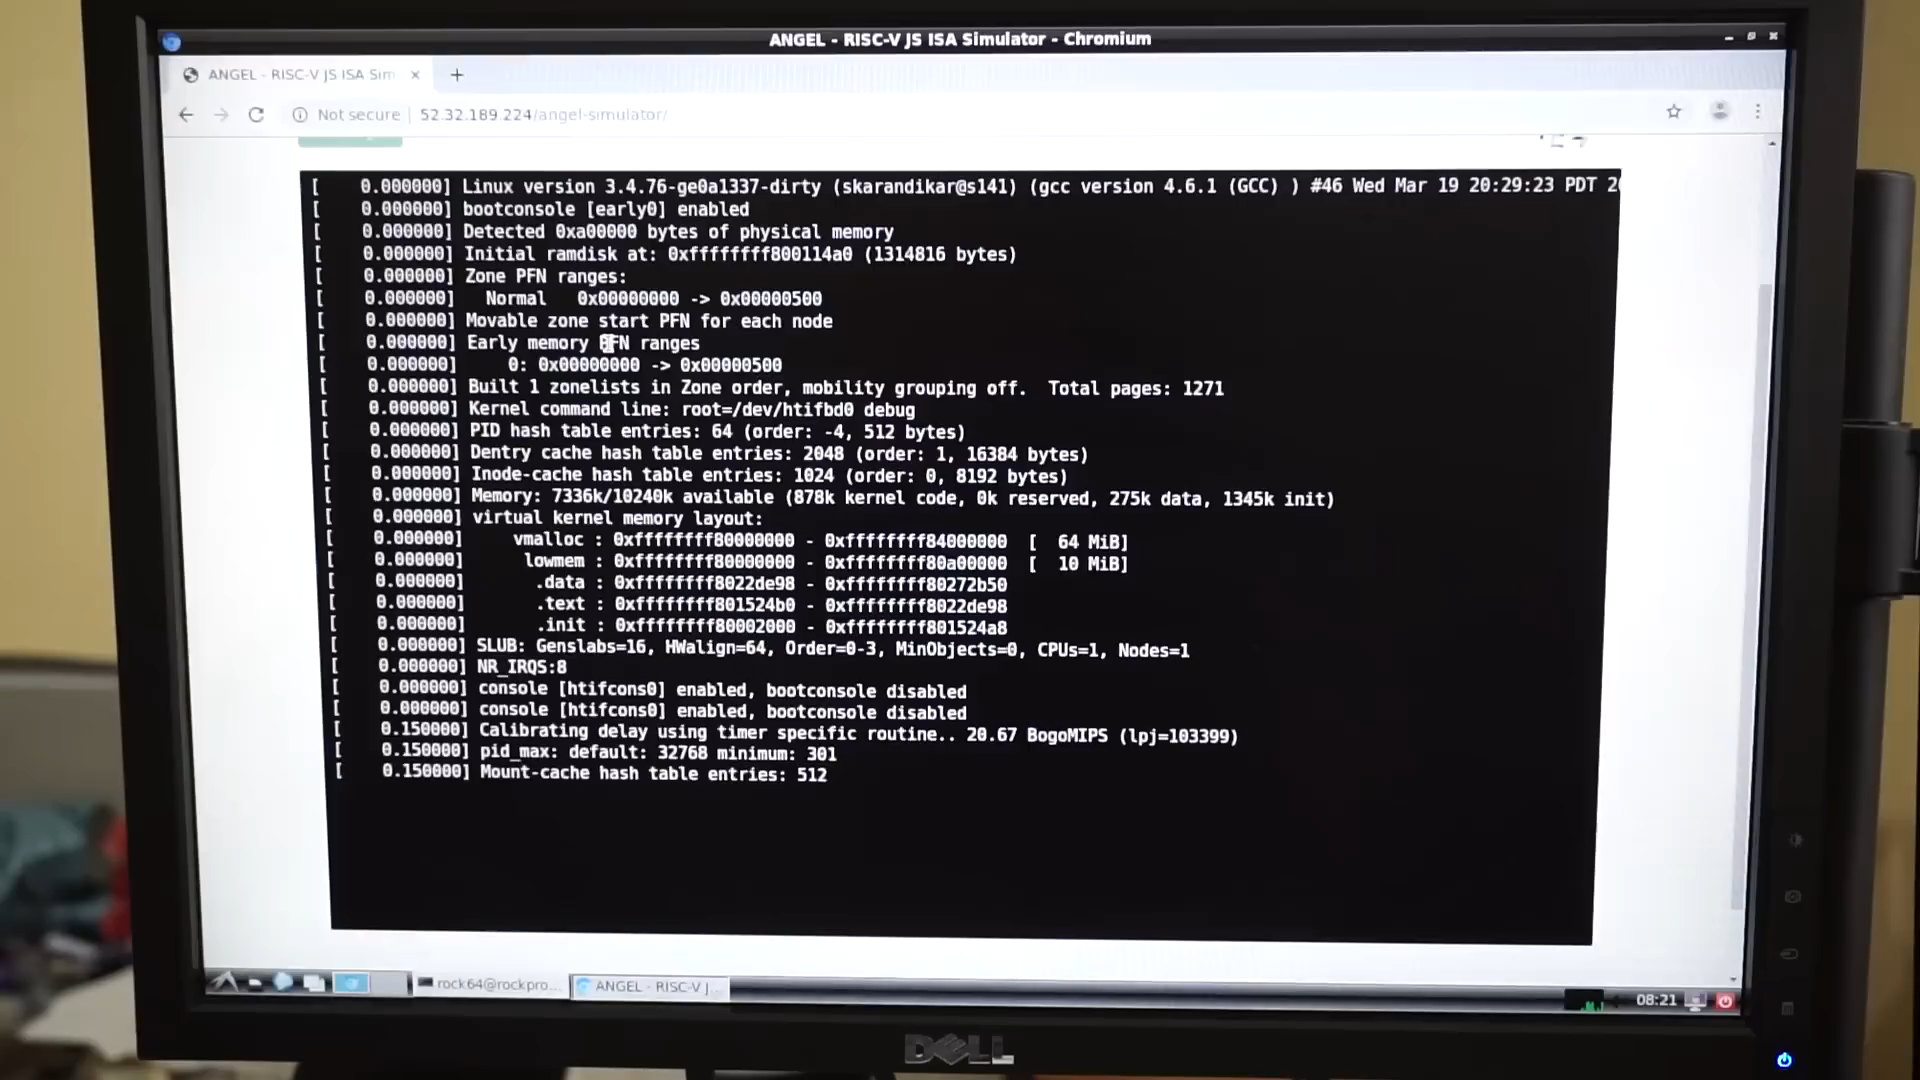 ANGEL - RISC-V JS ISA Simulator - Chromium
ANGEL - RISC-V JS ISA Sim
Not secure 52.32.189.224/angel-simulator/
[ 0.000000] Linux version 3.4.76-ge0a1337-dirty (skarandikar@s141) (gcc version 4.6.1 (GCC) ) #46 Wed Mar 19 20:29:23 PDT 20
[ 0.000000] bootconsole [early0] enabled
[ 0.000000] Detected 0xa00000 bytes of physical memory
[ 0.000000] Initial ramdisk at: 0xffffffff800114a0 (1314816 bytes)
[ 0.000000] Zone PFN ranges:
[ 0.000000] Normal 0x00000000 -> 0x00000500
[ 0.000000] Movable zone start PFN for each node
[ 0.000000] Early memory PFN ranges
[ 0.000000] 0: 0x00000000 -> 0x00000500
[ 0.000000] Built 1 zonelists in Zone order, mobility grouping off. Total pages: 1271
[ 0.000000] Kernel command line: root=/dev/htifbd0 debug
[ 0.000000] PID hash table entries: 64 (order: -4, 512 bytes)
[ 0.000000] Dentry cache hash table entries: 2048 (order: 1, 16384 bytes)
[ 0.000000] Inode-cache hash table entries: 1024 (order: 0, 8192 bytes)
[ 0.000000] Memory: 7336k/10240k available (878k kernel code, 0k reserved, 275k data, 1345k init)
[ 0.000000] virtual kernel memory layout:
[ 0.000000] vmalloc : 0xffffffff80000000 - 0xffffffff84000000 [ 64 MiB]
[ 0.000000] lowmem : 0xffffffff80000000 - 0xffffffff80a00000 [ 10 MiB]
[ 0.000000] .data : 0xffffffff8022de98 - 0xffffffff80272b50
[ 0.000000] .text : 0xffffffff801524b0 - 0xffffffff8022de98
[ 0.000000] .init : 0xffffffff80002000 - 0xffffffff801524a8
[ 0.000000] SLUB: Genslabs=16, HWalign=64, Order=0-3, MinObjects=0, CPUs=1, Nodes=1
[ 0.000000] NR_IRQS:8
[ 0.000000] console [htifcons0] enabled, bootconsole disabled
[ 0.000000] console [htifcons0] enabled, bootconsole disabled
[ 0.150000] Calibrating delay using timer specific routine.. 20.67 BogoMIPS (lpj=103399)
[ 0.150000] pid_max: default: 32768 minimum: 301
[ 0.150000] Mount-cache hash table entries: 512
rock64@rockpro... ANGEL - RISC-V J... 08:21
DELL